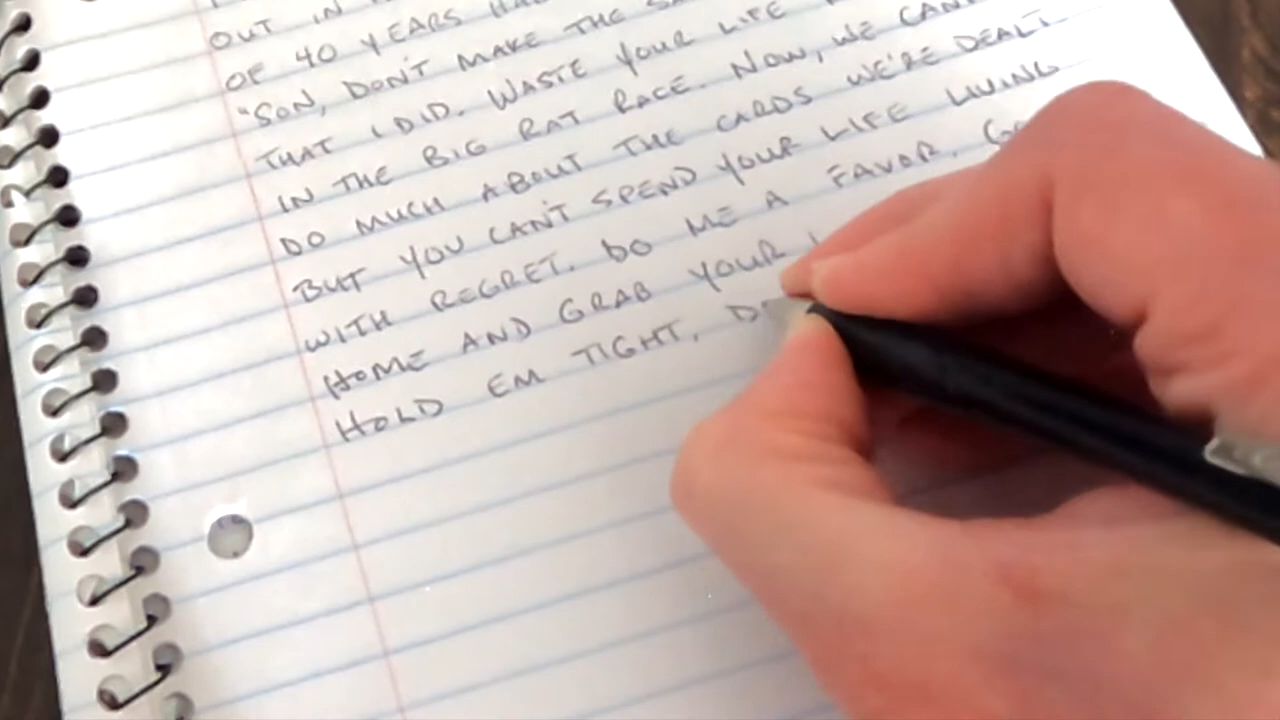 OUT IN
OF 40 YEARS
"SON, DON'T MAKE THE
THAT I DID. WASTE YOUR LIFE
IN THE BIG RAT RACE. NOW, WE CAN'T
DO MUCH ABOUT THE CARDS WE'RE DEALT
BUT YOU CAN'T SPEND YOUR LIFE LIVING
WITH REGRET. DO ME A FAVOR.
HOME AND GRAB YOUR
HOLD EM TIGHT,